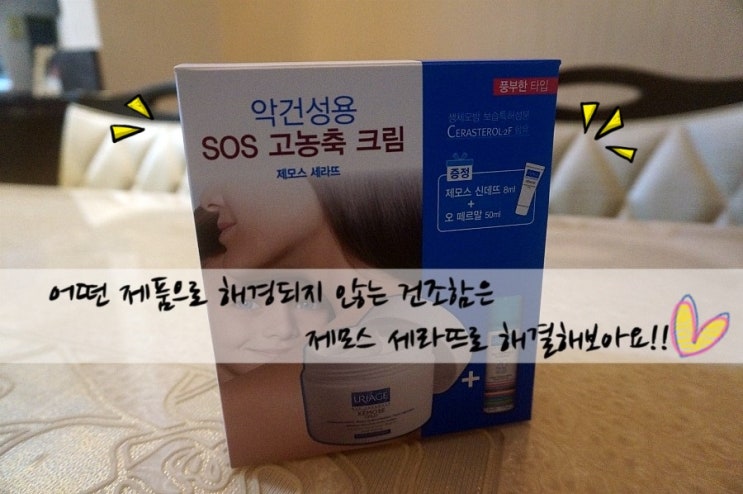 풍부한 타입
악건성용
SOS 고농축 크림
제모스 세라뜨
CERASTEROL-2F
증정
제모스 신데뜨 8ml
+
오 떼르말 50ml
어떤 제품으로 해경되지 않는 건조함은
제모스 세라뜨로 해결해보아요!!
URIAGE
+